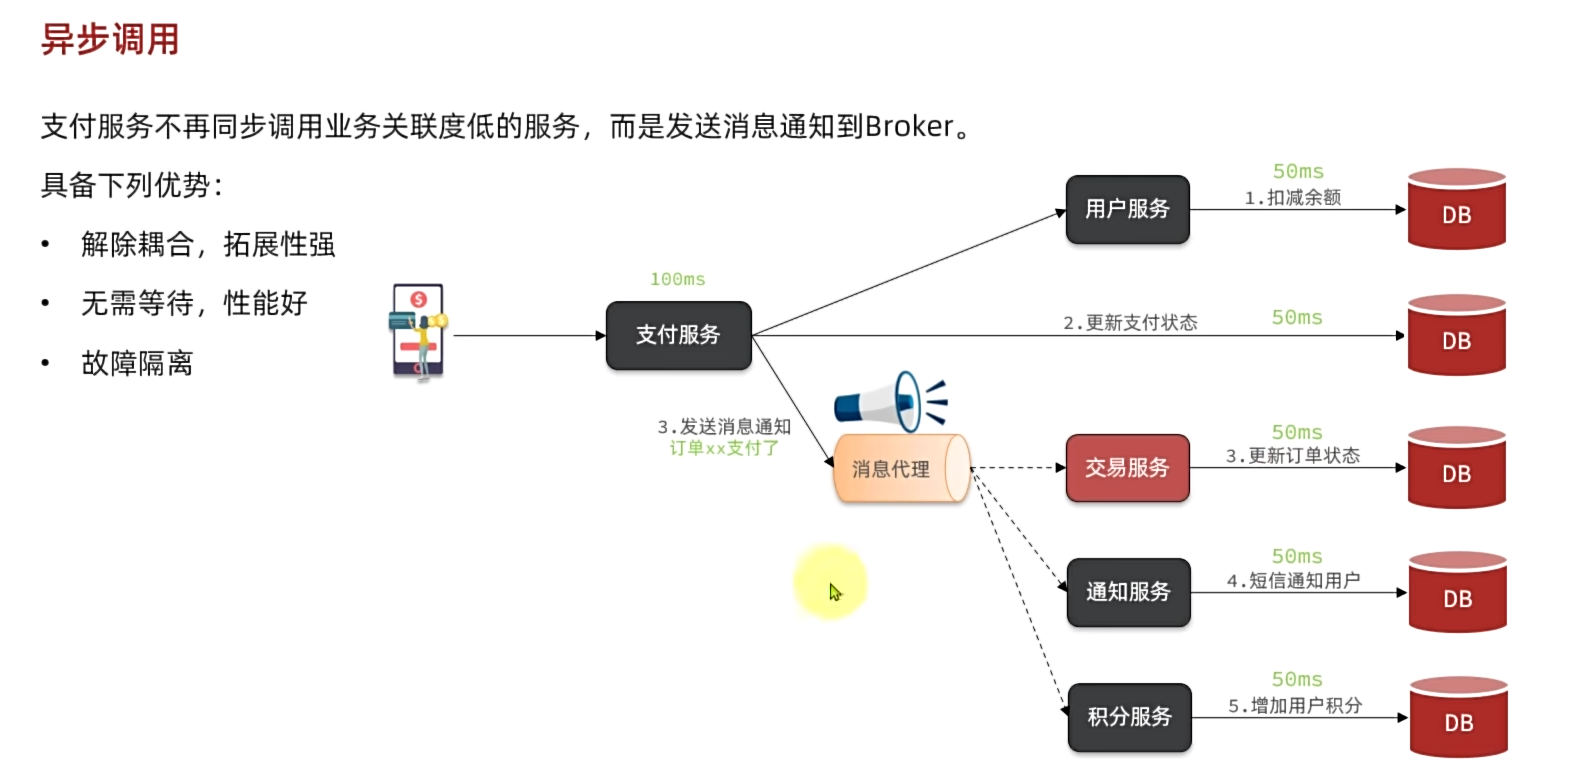 异步调用
支付服务不再同步调用业务关联度低的服务，而是发送消息通知到Broker。
具备下列优势：
• 解除耦合，拓展性强
• 无需等待，性能好
• 故障隔离
100ms
支付服务
用户服务
50ms
1.扣减余额
DB
2.更新支付状态
50ms
DB
3.发送消息通知
订单xx支付了
消息代理
交易服务
50ms
3.更新订单状态
DB
通知服务
50ms
4.短信通知用户
DB
积分服务
50ms
5.增加用户积分
DB